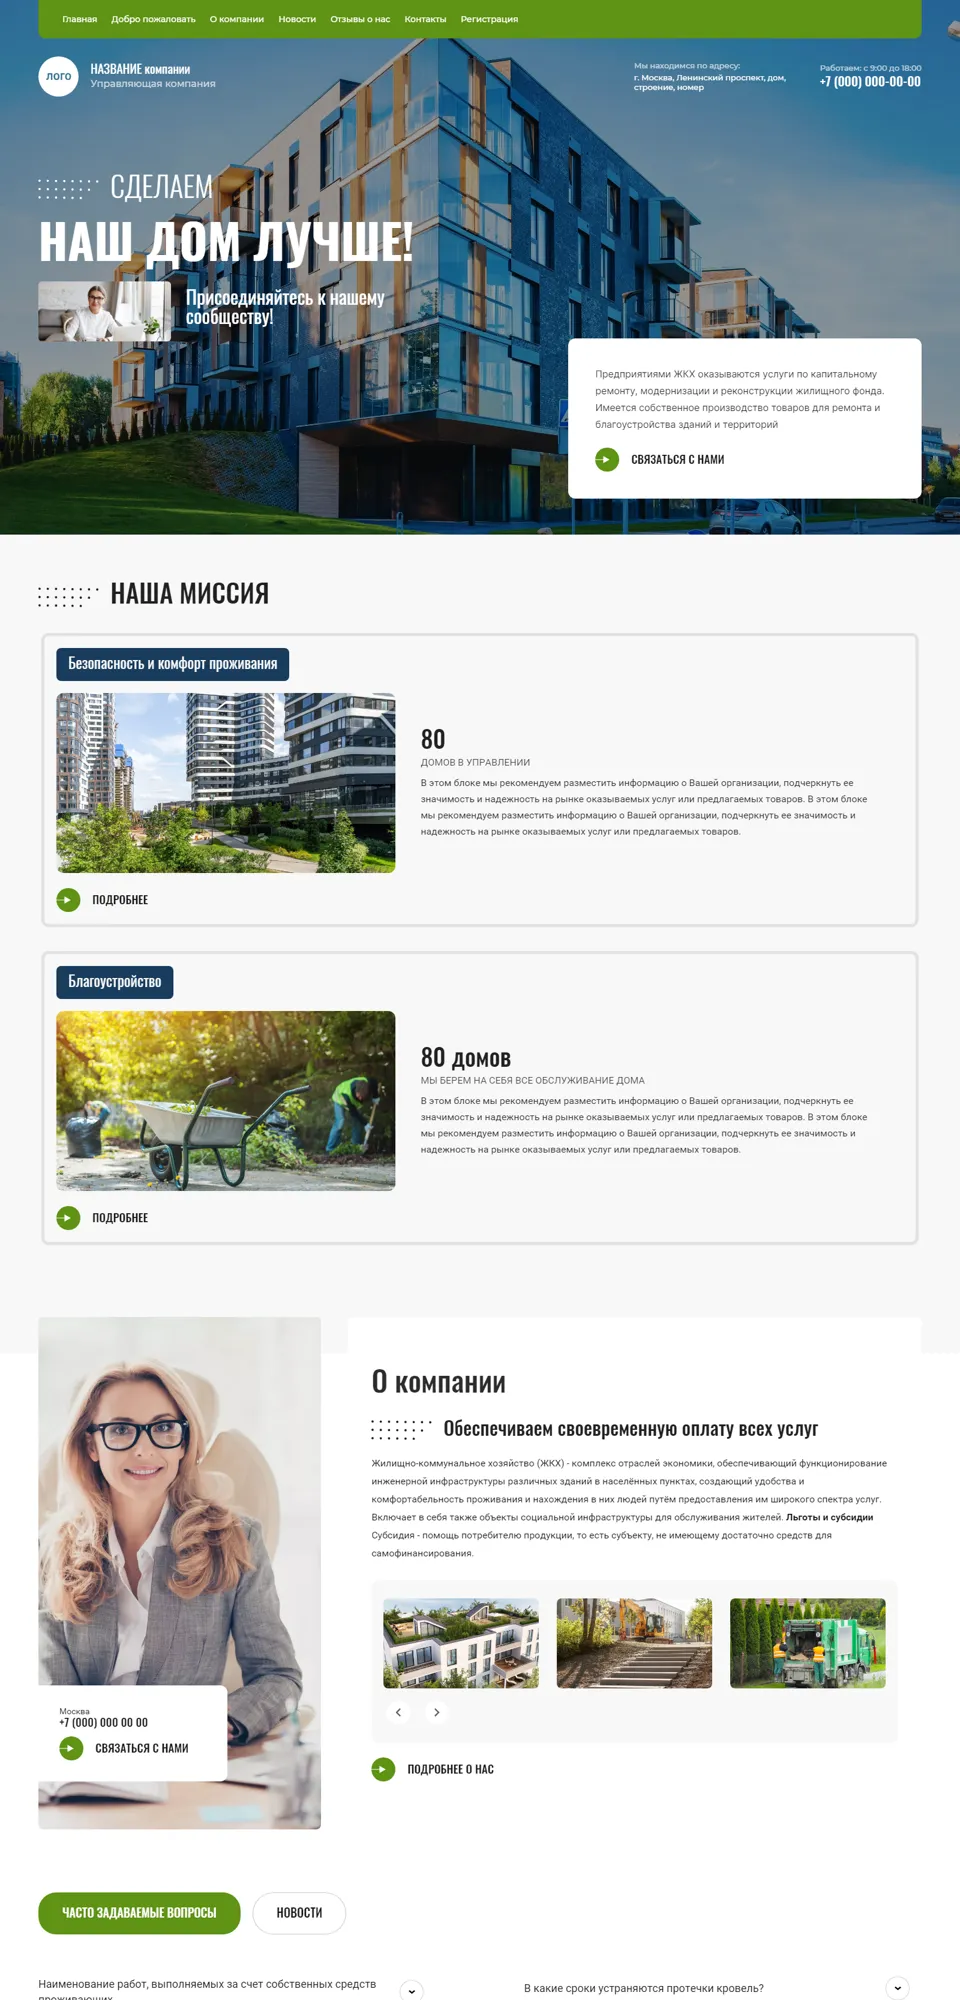 Главная Добро пожаловать О компании Новости Отзывы о нас Контакты Регистрация
ЛОГО
НАЗВАНИЕ компании
Управляющая компания
Мы находимся по адресу:
г. Москва, Ленинский проспект, дом,
строение, номер
Работаем: с 9:00 до 18:00
+7 (000) 000-00-00
СДЕЛАЕМ
НАШ ДОМ ЛУЧШЕ!
Присоединяйтесь к нашему
сообществу!
Предприятиями ЖКХ оказываются услуги по капитальному
ремонту, модернизации и реконструкции жилищного фонда.
Имеется собственное производство товаров для ремонта и
благоустройства зданий и территорий
СВЯЗАТЬСЯ С НАМИ
НАША МИССИЯ
Безопасность и комфорт проживания
80
ДОМОВ В УПРАВЛЕНИИ
В этом блоке мы рекомендуем разместить информацию о Вашей организации, подчеркнуть ее
значимость и надежность на рынке оказываемых услуг или предлагаемых товаров. В этом блоке
мы рекомендуем разместить информацию о Вашей организации, подчеркнуть ее значимость и
надежность на рынке оказываемых услуг или предлагаемых товаров.
ПОДРОБНЕЕ
Благоустройство
80 домов
МЫ БЕРЕМ НА СЕБЯ ВСЕ ОБСЛУЖИВАНИЕ ДОМА
В этом блоке мы рекомендуем разместить информацию о Вашей организации, подчеркнуть ее
значимость и надежность на рынке оказываемых услуг или предлагаемых товаров. В этом блоке
мы рекомендуем разместить информацию о Вашей организации, подчеркнуть ее значимость и
надежность на рынке оказываемых услуг или предлагаемых товаров.
ПОДРОБНЕЕ
О компании
Обеспечиваем своевременную оплату всех услуг
Жилищно-коммунальное хозяйство (ЖКХ) - комплекс отраслей экономики, обеспечивающий функционирование
инженерной инфраструктуры различных зданий в населённых пунктах, создающий удобства и
комфортабельность проживания и нахождения в них людей путём предоставления им широкого спектра услуг.
Включает в себя также объекты социальной инфраструктуры для обслуживания жителей. Льготы и субсидии
Субсидия - помощь потребителю продукции, то есть субъекту, не имеющему достаточно средств для
самофинансирования.
Москва
+7 (000) 000 00 00
СВЯЗАТЬСЯ С НАМИ
ПОДРОБНЕЕ О НАС
ЧАСТО ЗАДАВАЕМЫЕ ВОПРОСЫ
НОВОСТИ
Наименование работ, выполняемых за счет собственных средств
проживающих
В какие сроки устраняются протечки кровель?